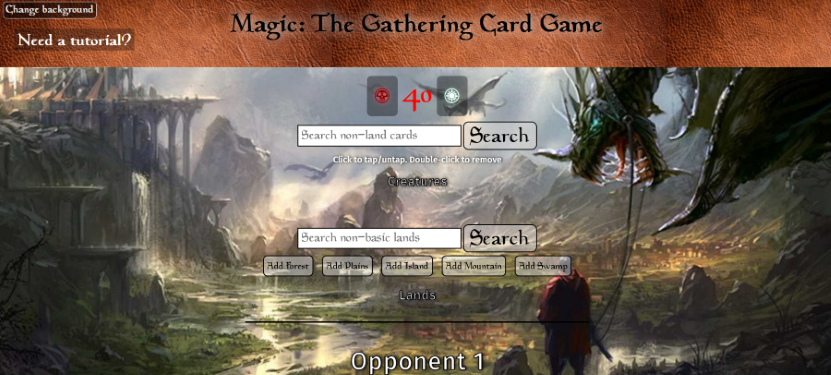 Change background
Magic: The Gathering Card Game
Need a tutorial?
40
Search non-land cards Search
Click to tap/untap. Double-click to remove
Creatures
Search non-basic lands Search
Add Forest Add Plains Add Island Add Mountain Add Swamp
Lands
Opponent 1